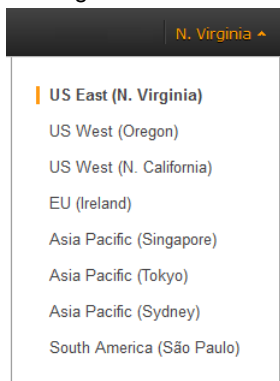 N. Virginia
US East (N. Virginia)
US West (Oregon)
US West (N. California)
EU (Ireland)
Asia Pacific (Singapore)
Asia Pacific (Tokyo)
Asia Pacific (Sydney)
South America (São Paulo)